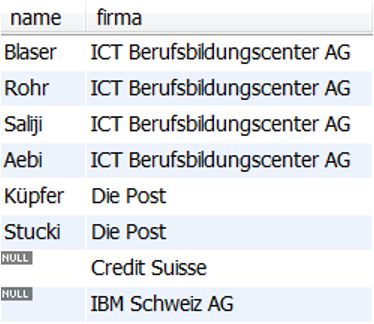 name firma
Blaser ICT Berufsbildungscenter AG
Rohr ICT Berufsbildungscenter AG
Saliji ICT Berufsbildungscenter AG
Aebi ICT Berufsbildungscenter AG
Küpfer Die Post
Stucki Die Post
NULL Credit Suisse
NULL IBM Schweiz AG